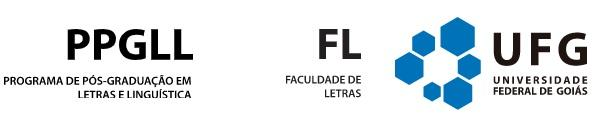 PPGLL
PROGRAMA DE PÓS-GRADUAÇÃO EM
LETRAS E LINGUÍSTICA
FL
FACULDADE DE
LETRAS
UFG
UNIVERSIDADE
FEDERAL DE GOIÁS